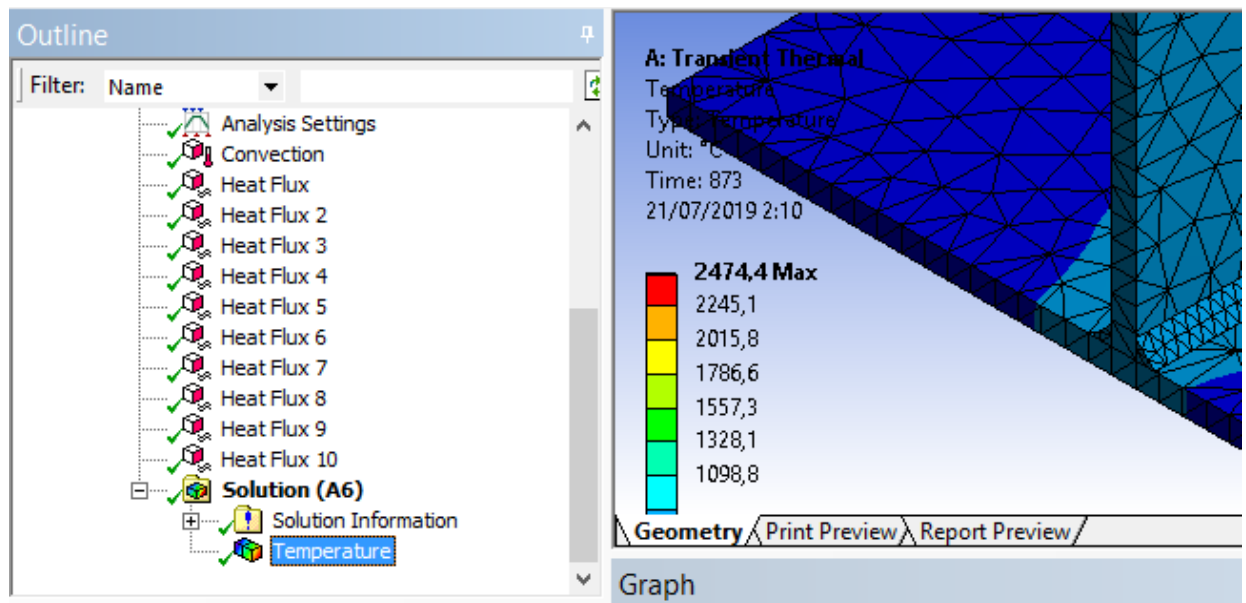 Outline
Filter: Name
Analysis Settings
Convection
Heat Flux
Heat Flux 2
Heat Flux 3
Heat Flux 4
Heat Flux 5
Heat Flux 6
Heat Flux 7
Heat Flux 8
Heat Flux 9
Heat Flux 10
Solution (A6)
Solution Information
Temperature
A: Transient Thermal
Temperature
Type: Temperature
Unit: °C
Time: 873
21/07/2019 2:10
2474,4 Max
2245,1
2015,8
1786,6
1557,3
1328,1
1098,8
Geometry Print Preview Report Preview
Graph